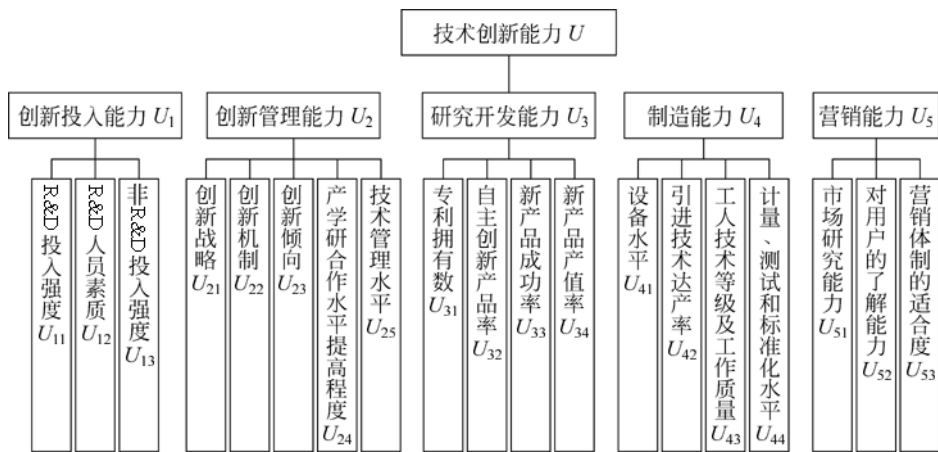 技术创新能力 U
创新投入能力 U₁
创新管理能力 U₂
研究开发能力 U₃
制造能力 U₄
营销能力 U₅
R&D投入强度 U₁₁
R&D人员素质 U₁₂
非R&D投入强度 U₁₃
创新战略 U₂₁
创新机制 U₂₂
创新倾向 U₂₃
产学研合作水平提高程度 U₂₄
技术管理水平 U₂₅
专利拥有数 U₃₁
自主创新产品率 U₃₂
新产品成功率 U₃₃
新产品产值率 U₃₄
设备水平 U₄₁
引进技术达产率 U₄₂
工人技术等级及工作质量 U₄₃
计量、测试和标准化水平 U₄₄
市场研究能力 U₅₁
对用户的了解能力 U₅₂
营销体制的适合度 U₅₃